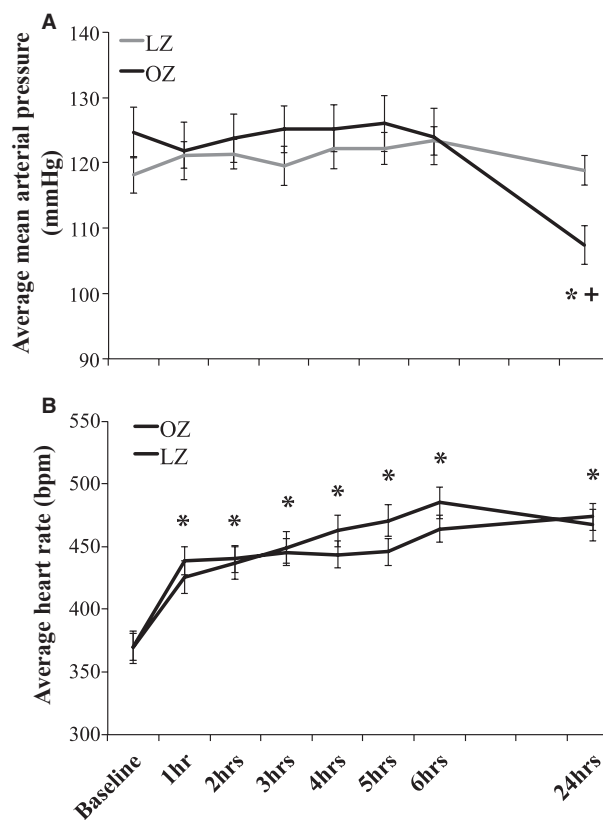 A
140
130
120
110
100
90
Average mean arterial pressure
(mmHg)
LZ
OZ
* +
B
550
500
450
400
350
300
Average heart rate (bpm)
OZ
LZ
* * * * * * *
Baseline
1hr
2hrs
3hrs
4hrs
5hrs
6hrs
24hrs